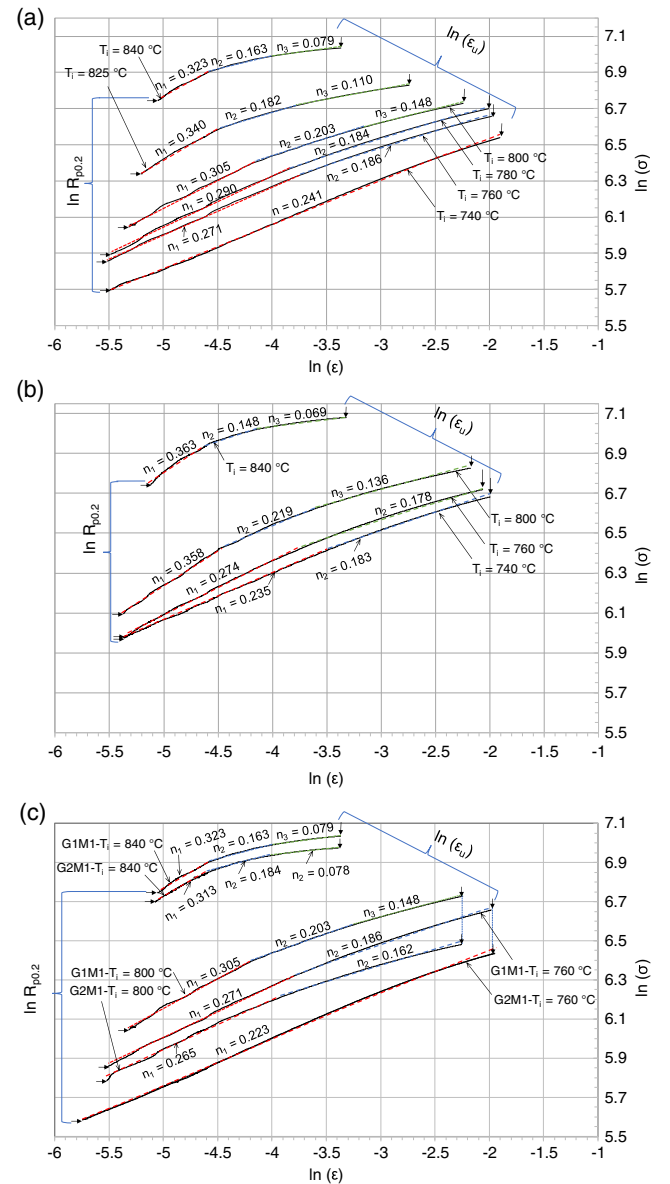 (a)
7.1
6.9
6.7
6.5
6.3
6.1
5.9
5.7
5.5
ln (σ)
ln (εu)
Ti = 840 °C
Ti = 825 °C
n1 = 0.323
n2 = 0.163
n3 = 0.079
n1 = 0.340
n2 = 0.182
n3 = 0.110
n1 = 0.305
n2 = 0.203
n3 = 0.148
n1 = 0.290
n2 = 0.184
n1 = 0.271
n2 = 0.186
n = 0.241
Ti = 800 °C
Ti = 780 °C
Ti = 760 °C
Ti = 740 °C
ln Rp0.2
-6 -5.5 -5 -4.5 -4 -3.5 -3 -2.5 -2 -1.5 -1
ln (ε)
(b)
7.1
6.9
6.7
6.5
6.3
6.1
5.9
5.7
5.5
ln (σ)
ln (εu)
n1 = 0.363
n2 = 0.148
n3 = 0.069
Ti = 840 °C
n1 = 0.358
n2 = 0.219
n3 = 0.136
n1 = 0.274
n2 = 0.178
n1 = 0.235
n2 = 0.183
Ti = 800 °C
Ti = 760 °C
Ti = 740 °C
ln Rp0.2
-6 -5.5 -5 -4.5 -4 -3.5 -3 -2.5 -2 -1.5 -1
ln (ε)
(c)
7.1
6.9
6.7
6.5
6.3
6.1
5.9
5.7
5.5
ln (σ)
ln (εu)
G1M1-Ti = 840 °C
G2M1-Ti = 840 °C
n1 = 0.323
n2 = 0.163
n3 = 0.079
n1 = 0.313
n2 = 0.184
n3 = 0.078
G1M1-Ti = 800 °C
G2M1-Ti = 800 °C
n1 = 0.305
n2 = 0.203
n3 = 0.148
n1 = 0.271
n2 = 0.186
n1 = 0.265
n2 = 0.162
n1 = 0.223
G1M1-Ti = 760 °C
G2M1-Ti = 760 °C
ln Rp0.2
-6 -5.5 -5 -4.5 -4 -3.5 -3 -2.5 -2 -1.5 -1
ln (ε)